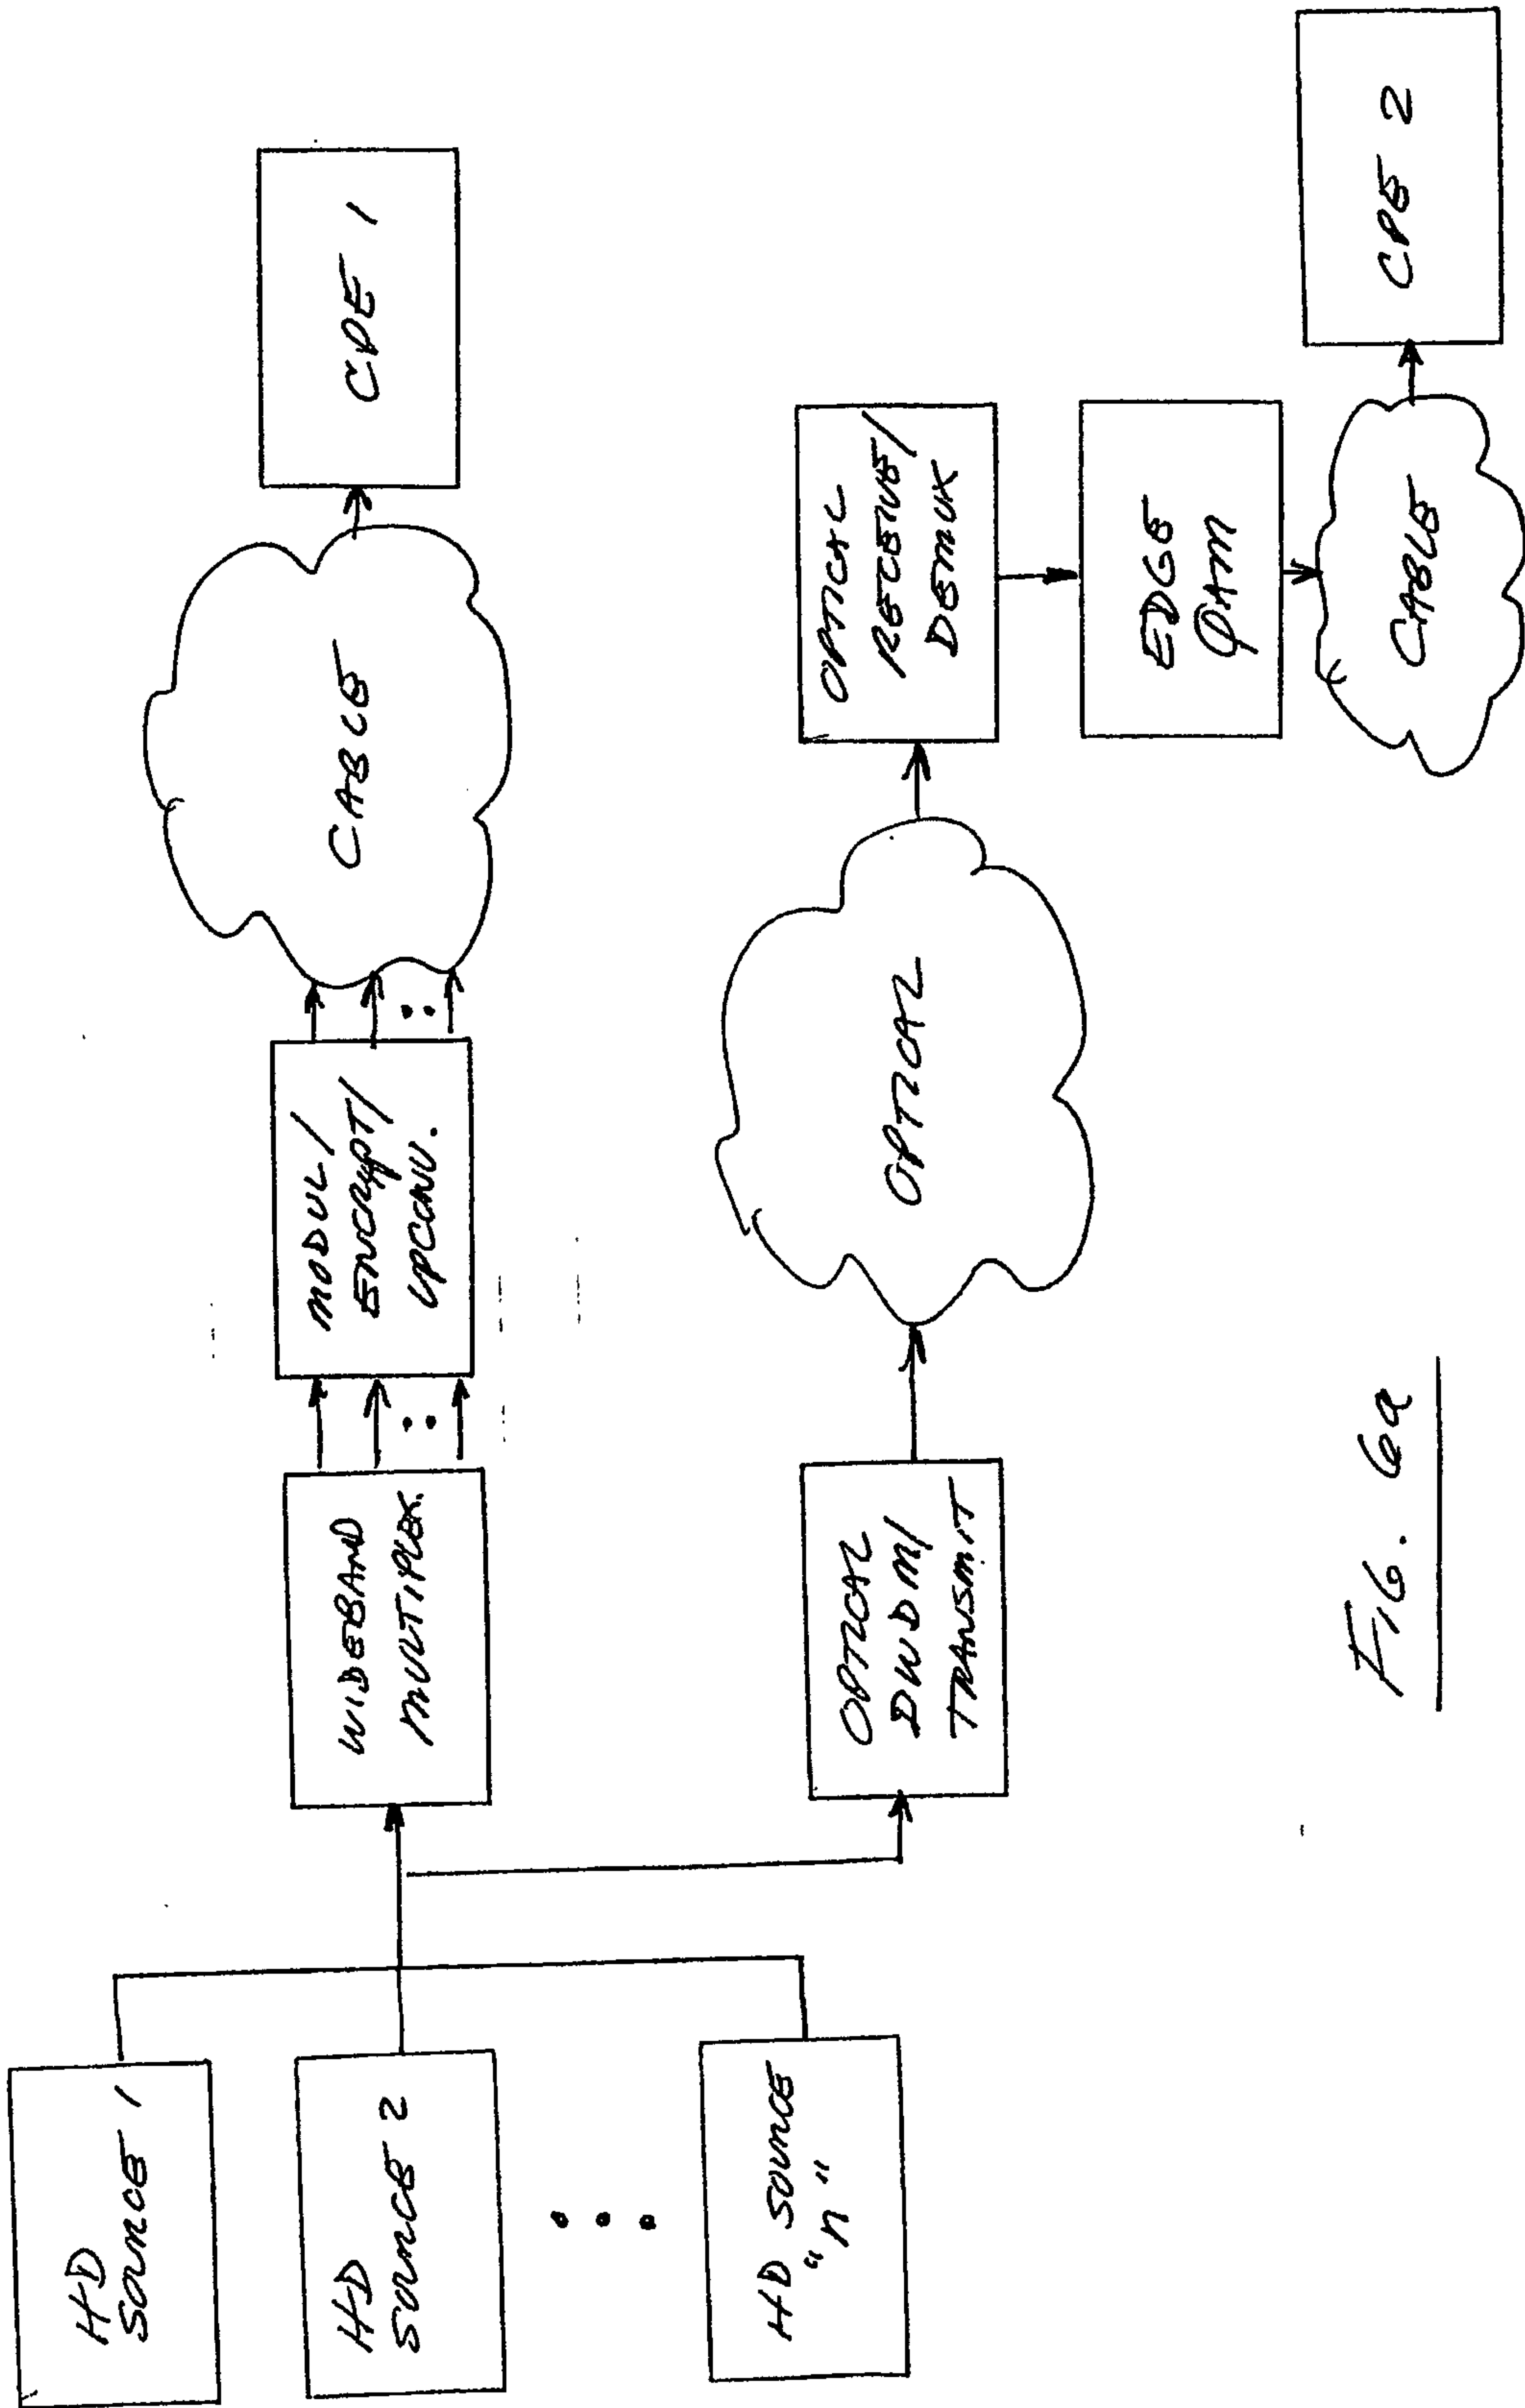 HD
SOURCE 1
HD
SOURCE 2
HD SOURCE
"n"
WIDEBAND
MULTIPLEX.
MODUL/
ENCRYPT/
UPCONV.
CABLE
CPE 1
OPTICAL
DWDM/
TRANSMIT
OPTICAL
OPTICAL
RECEIVE/
DEMUX
EDGE
QAM
CABLE
CPE 2
FIG. 6a